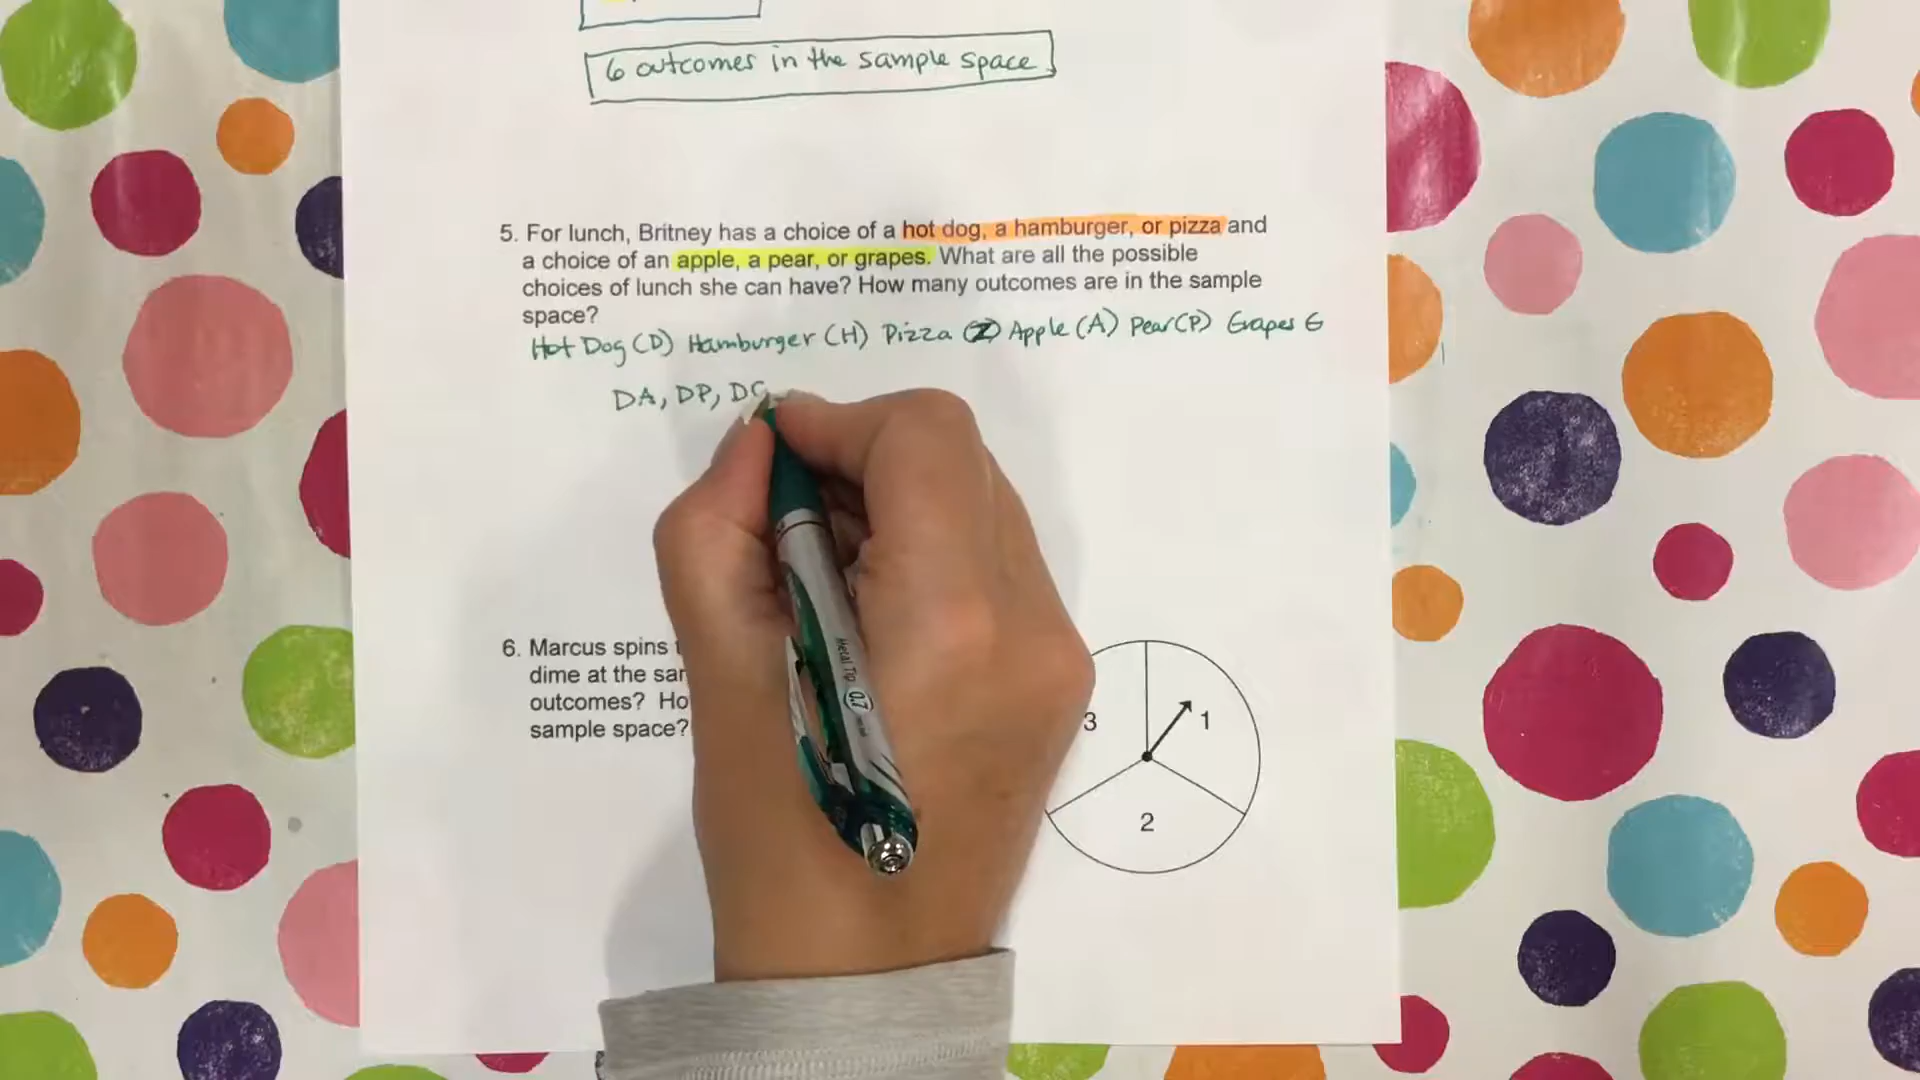 6 outcomes in the sample space
5. For lunch, Britney has a choice of a hot dog, a hamburger, or pizza and
a choice of an apple, a pear, or grapes. What are all the possible
choices of lunch she can have? How many outcomes are in the sample
space?
Hot Dog (D) Hamburger (H) Pizza (Z) Apple (A) Pear (P) Grapes G
DA, DP, DG
6. Marcus spins
dime at the
outcomes? Ho
sample space?
3
1
2
Metal Tip 0.7